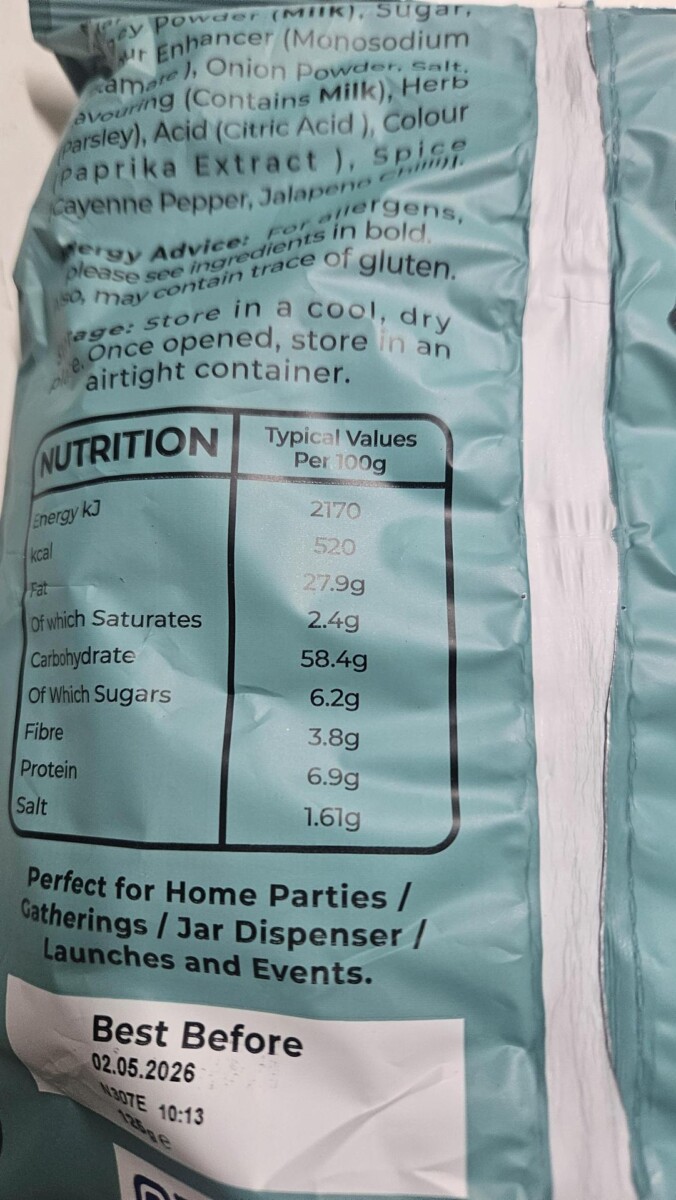 Powder (Milk), Sugar,
Enhancer (Monosodium
), Onion Powder, Salt,
(Contains Milk), Herb
(parsley), Acid (Citric Acid ), Colour
(paprika Extract ), Spice
Cayenne Pepper, Jalapeno Chilli).
Advice: For allergens,
please see ingredients in bold.
may contain trace of gluten.
Store in a cool, dry
Once opened, store in an
airtight container.
NUTRITION Typical Values
Per 100g
Energy kJ 2170
kcal 520
Fat 27.9g
Of which Saturates 2.4g
Carbohydrate 58.4g
Of Which Sugars 6.2g
Fibre 3.8g
Protein 6.9g
Salt 1.61g
Perfect for Home Parties /
Gatherings / Jar Dispenser /
Launches and Events.
Best Before
02.05.2026
N307E 10:13
125g e